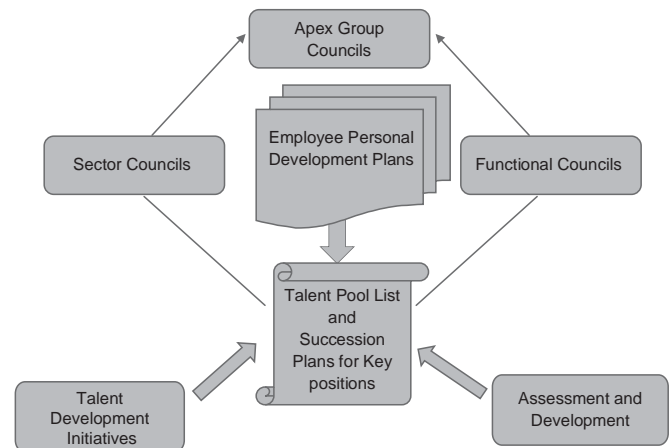 Apex Group
Councils
Employee Personal
Development Plans
Sector Councils
Functional Councils
Talent Pool List
and
Succession
Plans for Key
positions
Talent
Development
Initiatives
Assessment and
Development